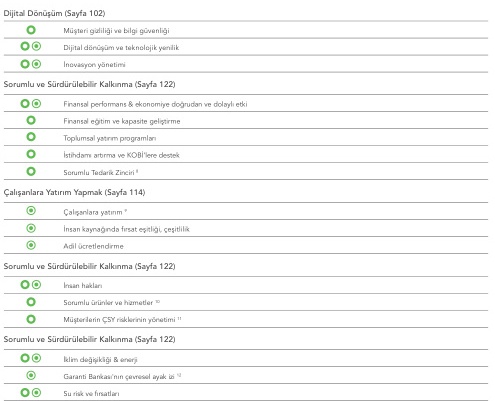 Dijital Dönüşüm (Sayfa 102)
Müşteri gizliliği ve bilgi güvenliği
Dijital dönüşüm ve teknolojik yenilik
İnovasyon yönetimi
Sorumlu ve Sürdürülebilir Kalkınma (Sayfa 122)
Finansal performans & ekonomiye doğrudan ve dolaylı etki
Finansal eğitim ve kapasite geliştirme
Toplumsal yatırım programları
İstihdamı artırma ve KOBİ'lere destek
Sorumlu Tedarik Zinciri 8
Çalışanlara Yatırım Yapmak (Sayfa 114)
Çalışanlara yatırım 9
İnsan kaynağında fırsat eşitliği, çeşitlilik
Adil ücretlendirme
Sorumlu ve Sürdürülebilir Kalkınma (Sayfa 122)
İnsan hakları
Sorumlu ürünler ve hizmetler 10
Müşterilerin ÇSY risklerinin yönetimi 11
Sorumlu ve Sürdürülebilir Kalkınma (Sayfa 122)
İklim değişikliği & enerji
Garanti Bankası'nın çevresel ayak izi 12
Su risk ve fırsatları